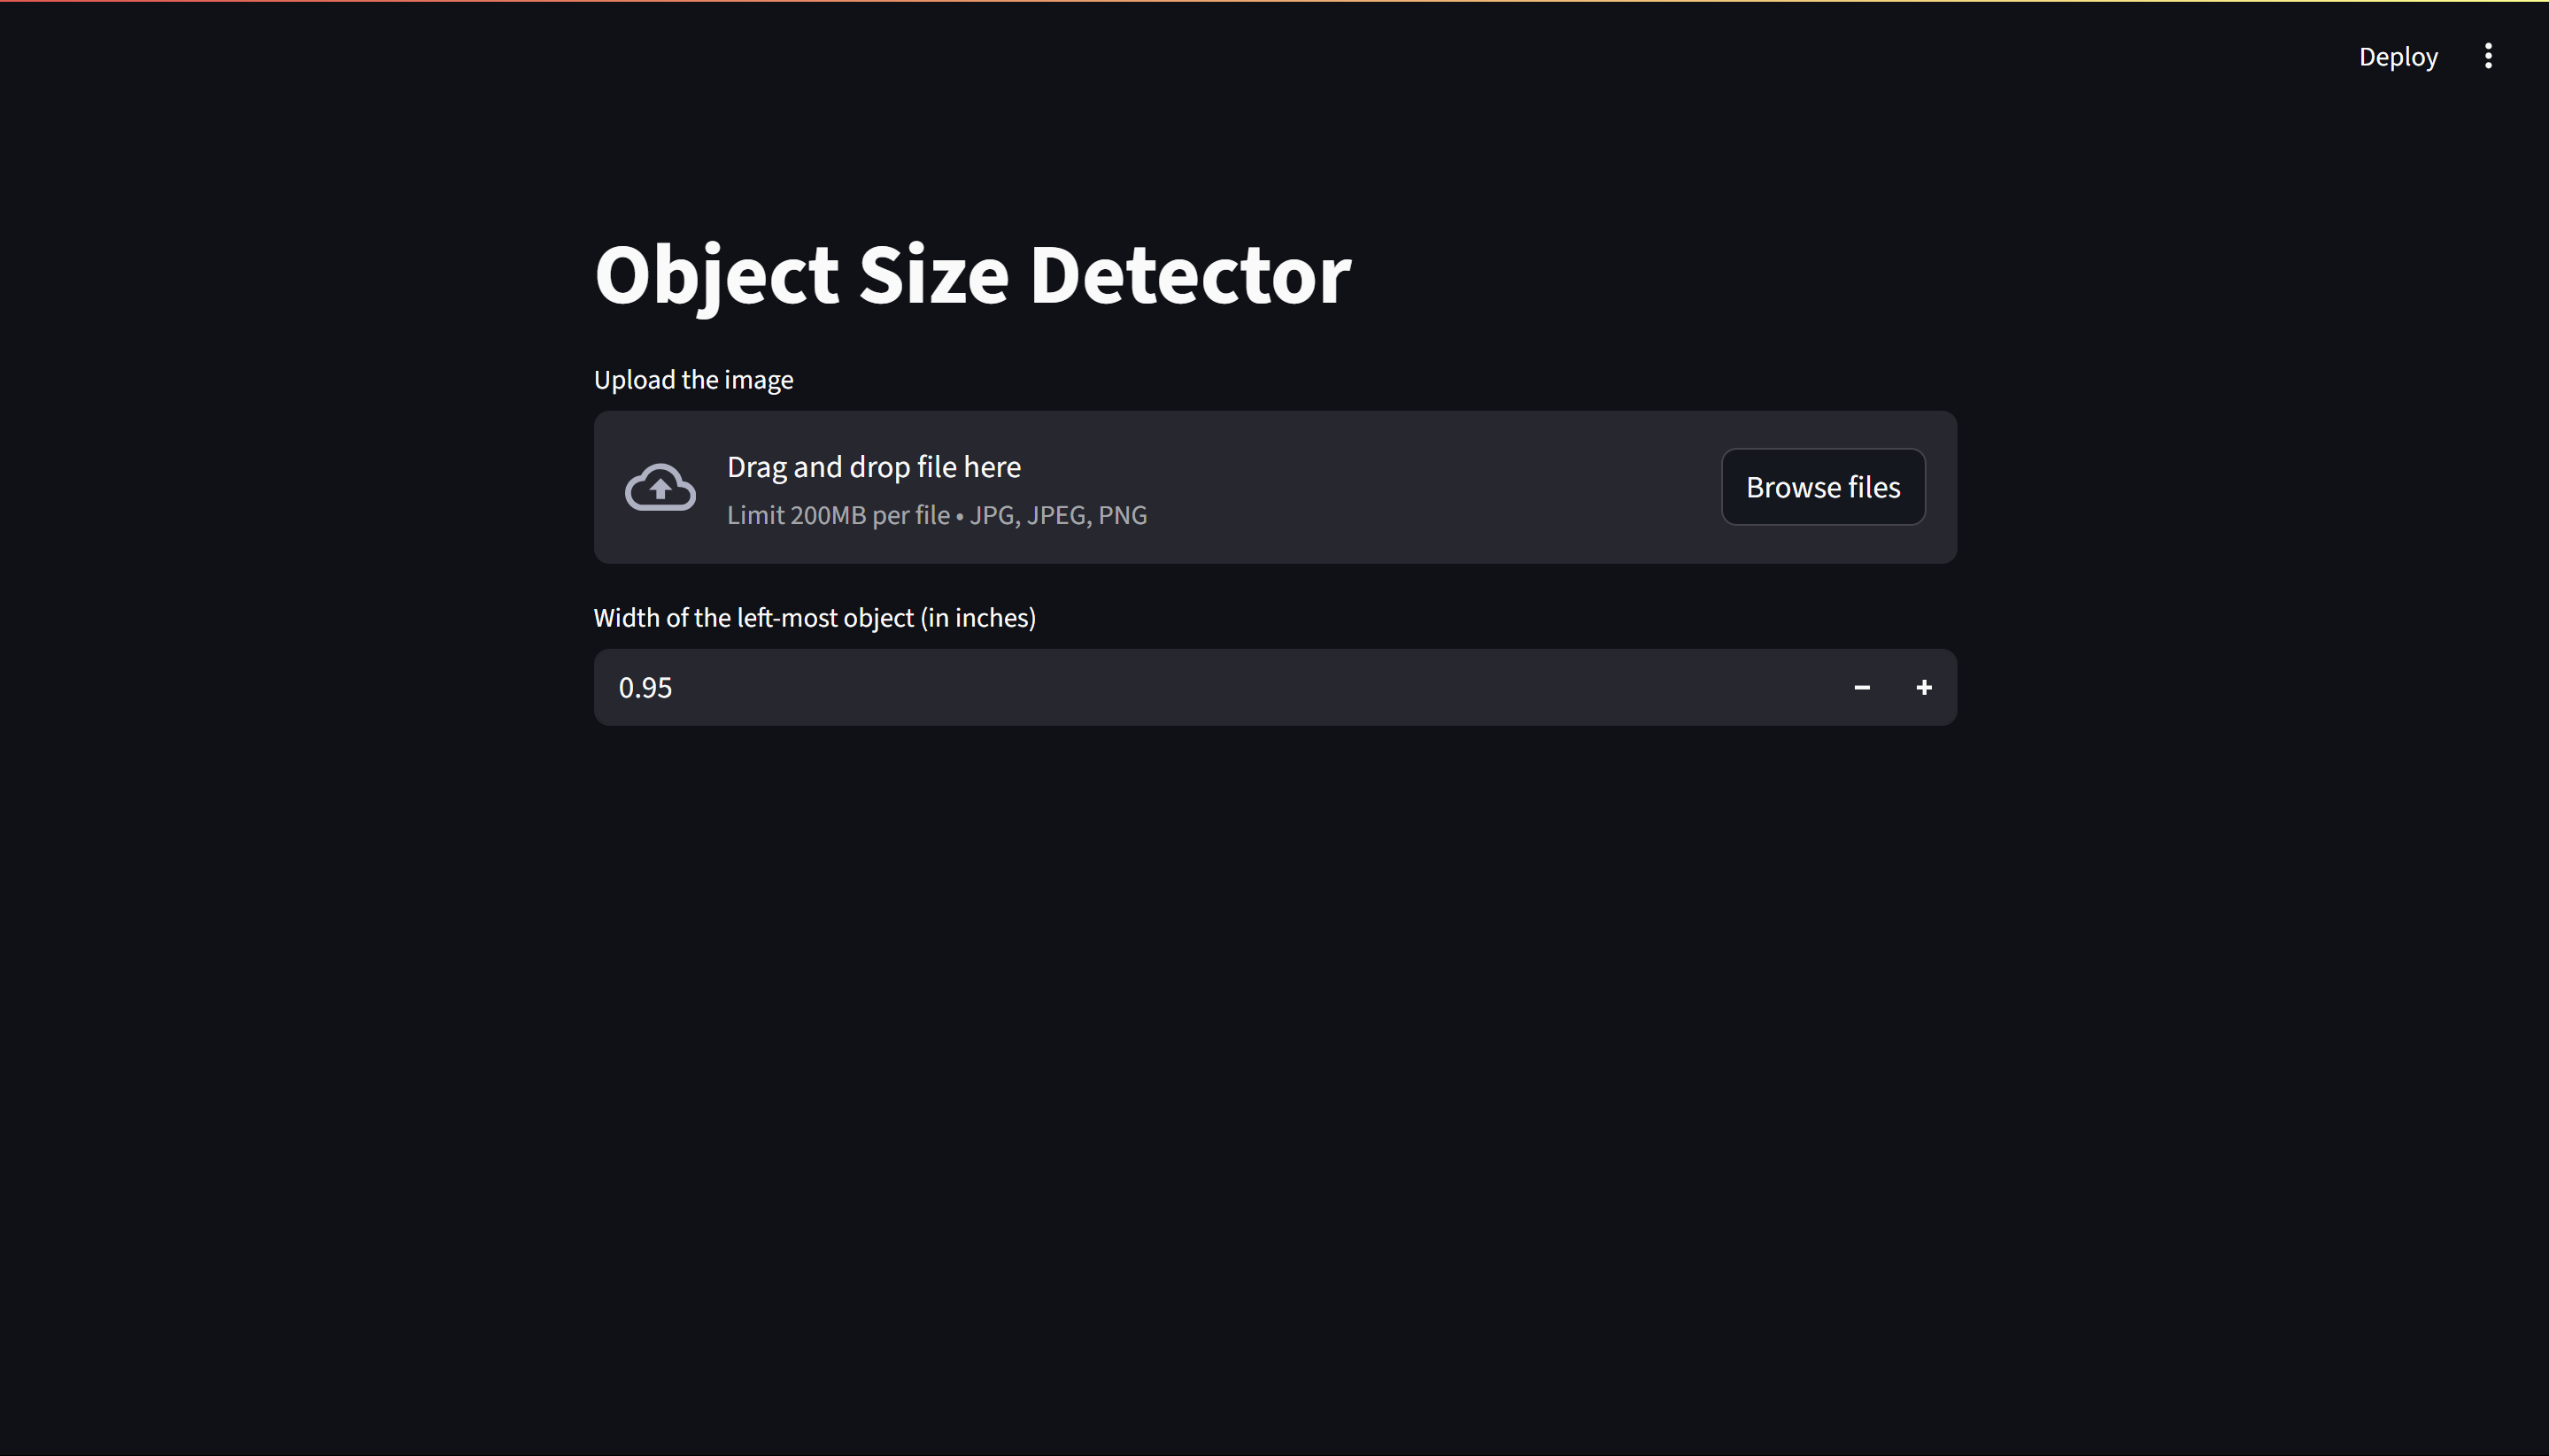 Deploy
Object Size Detector
Upload the image
Drag and drop file here
Limit 200MB per file • JPG, JPEG, PNG
Browse files
Width of the left-most object (in inches)
0.95